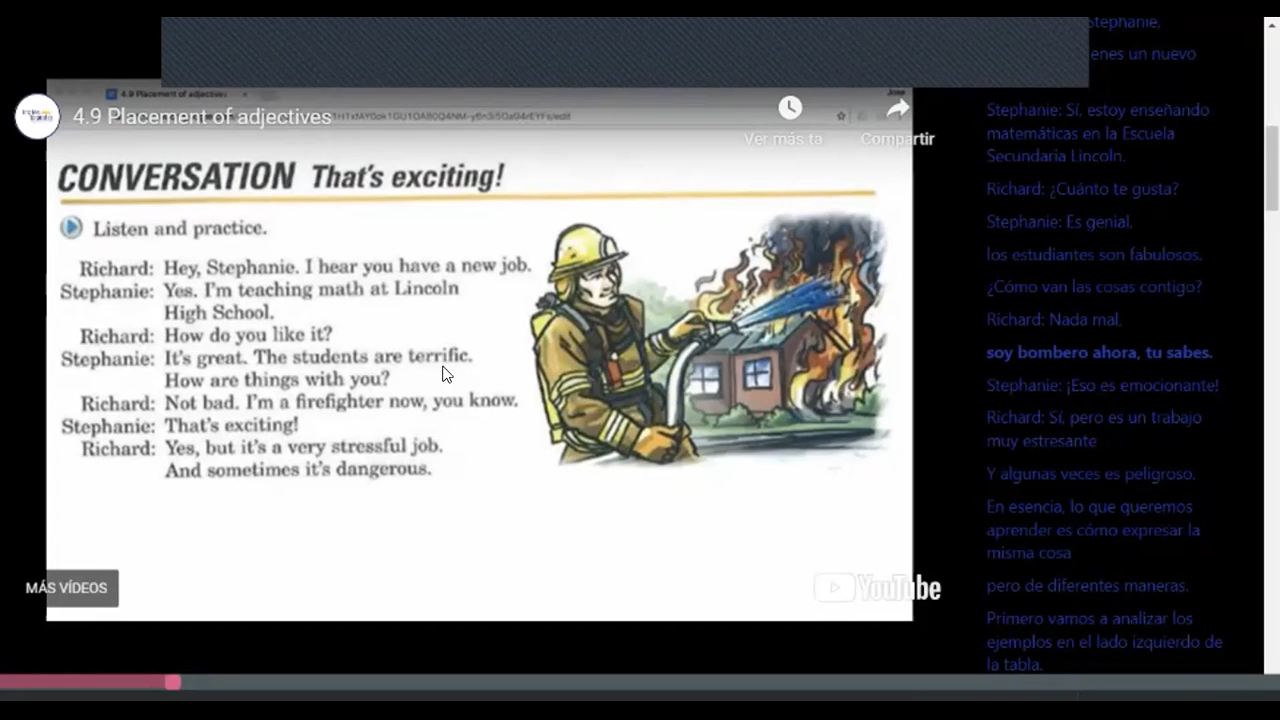 4.9 Placement of adjectives
4.9 Placement of adjectives
Ver más ta
Compartir
CONVERSATION That's exciting!
Listen and practice.
Richard: Hey, Stephanie. I hear you have a new job.
Stephanie: Yes. I'm teaching math at Lincoln
High School.
Richard: How do you like it?
Stephanie: It's great. The students are terrific.
How are things with you?
Richard: Not bad. I'm a firefighter now, you know.
Stephanie: That's exciting!
Richard: Yes, but it's a very stressful job.
And sometimes it's dangerous.
MÁS VÍDEOS
YouTube
Stephanie,
enes un nuevo
Stephanie: Sí, estoy enseñando
matemáticas en la Escuela
Secundaria Lincoln.
Richard: ¿Cuánto te gusta?
Stephanie: Es genial,
los estudiantes son fabulosos.
¿Cómo van las cosas contigo?
Richard: Nada mal,
soy bombero ahora, tu sabes.
Stephanie: ¡Eso es emocionante!
Richard: Sí, pero es un trabajo
muy estresante
Y algunas veces es peligroso.
En esencia, lo que queremos
aprender es cómo expresar la
misma cosa
pero de diferentes maneras.
Primero vamos a analizar los
ejemplos en el lado izquierdo de
la tabla.